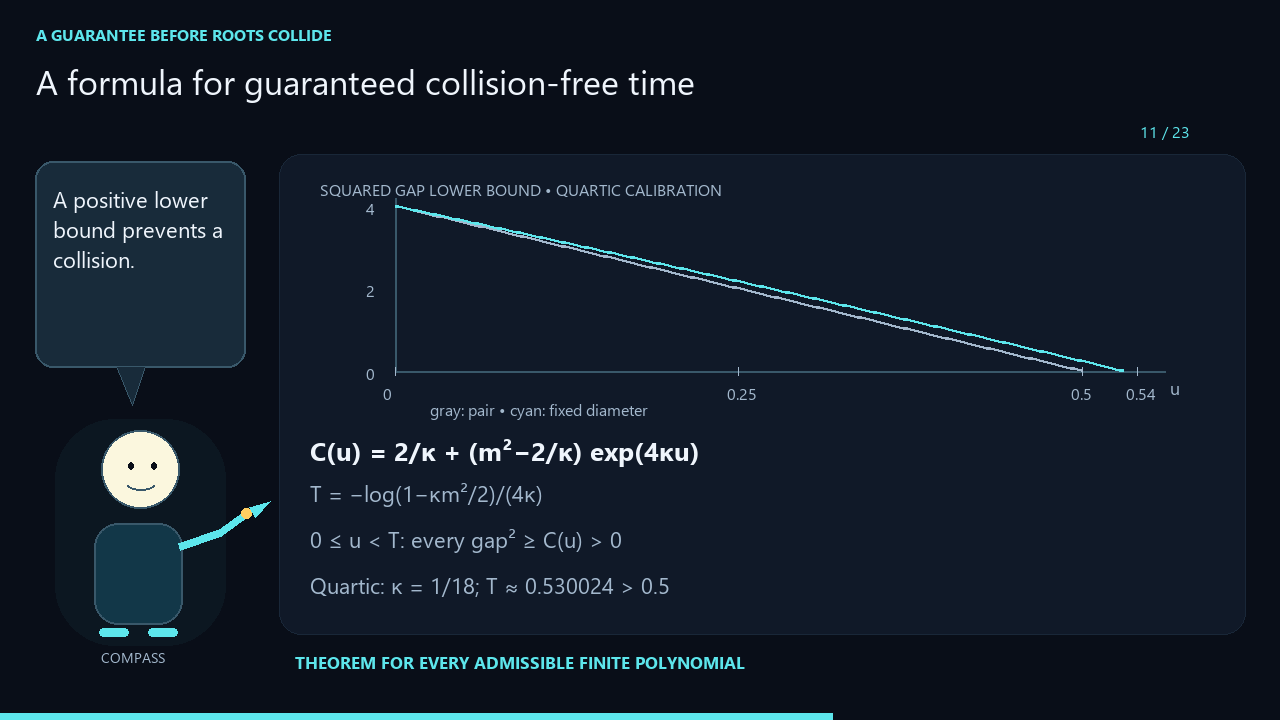 A GUARANTEE BEFORE ROOTS COLLIDE
A formula for guaranteed collision-free time
11 / 23
A positive lower
bound prevents a
collision.
SQUARED GAP LOWER BOUND • QUARTIC CALIBRATION
4
2
0
0
0.25
0.5
0.54
u
gray: pair • cyan: fixed diameter
C(u) = 2/κ + (m²−2/κ) exp(4κu)
T = −log(1−κm²/2)/(4κ)
0 ≤ u < T: every gap² ≥ C(u) > 0
Quartic: κ = 1/18; T ≈ 0.530024 > 0.5
COMPASS
THEOREM FOR EVERY ADMISSIBLE FINITE POLYNOMIAL